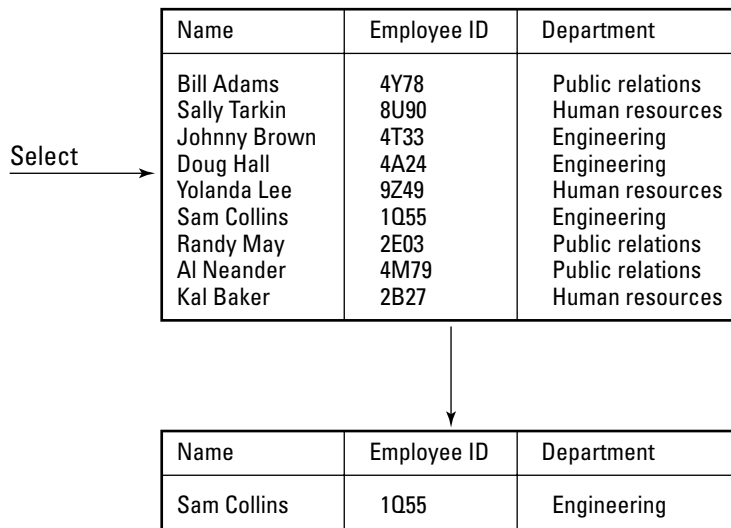 Name Employee ID Department
Bill Adams 4Y78 Public relations
Sally Tarkin 8U90 Human resources
Johnny Brown 4T33 Engineering
Select
Doug Hall 4A24 Engineering
Yolanda Lee 9Z49 Human resources
Sam Collins 1Q55 Engineering
Randy May 2E03 Public relations
Al Neander 4M79 Public relations
Kal Baker 2B27 Human resources
Name Employee ID Department
Sam Collins 1Q55 Engineering